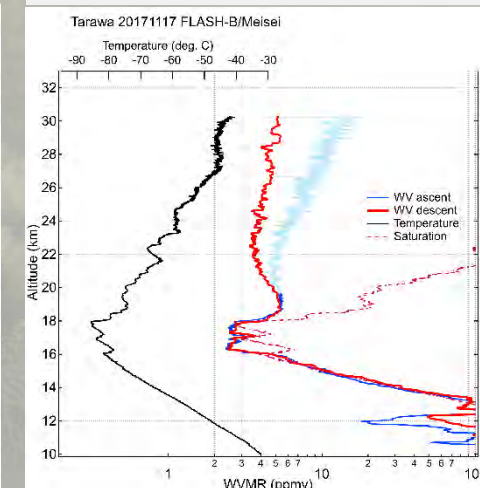 Tarawa 20171117 FLASH-B/Meisei
Temperature (deg. C)
-90 -80 -70 -60 -50 -40 -30
32
30
28
26
24
22
20
18
16
14
12
10
Altitude (km)
WV ascent
WV descent
Temperature
Saturation
1 2 3 4 5 6 7 10 2 3 4 5 6 7 10
WVMR (ppmv)